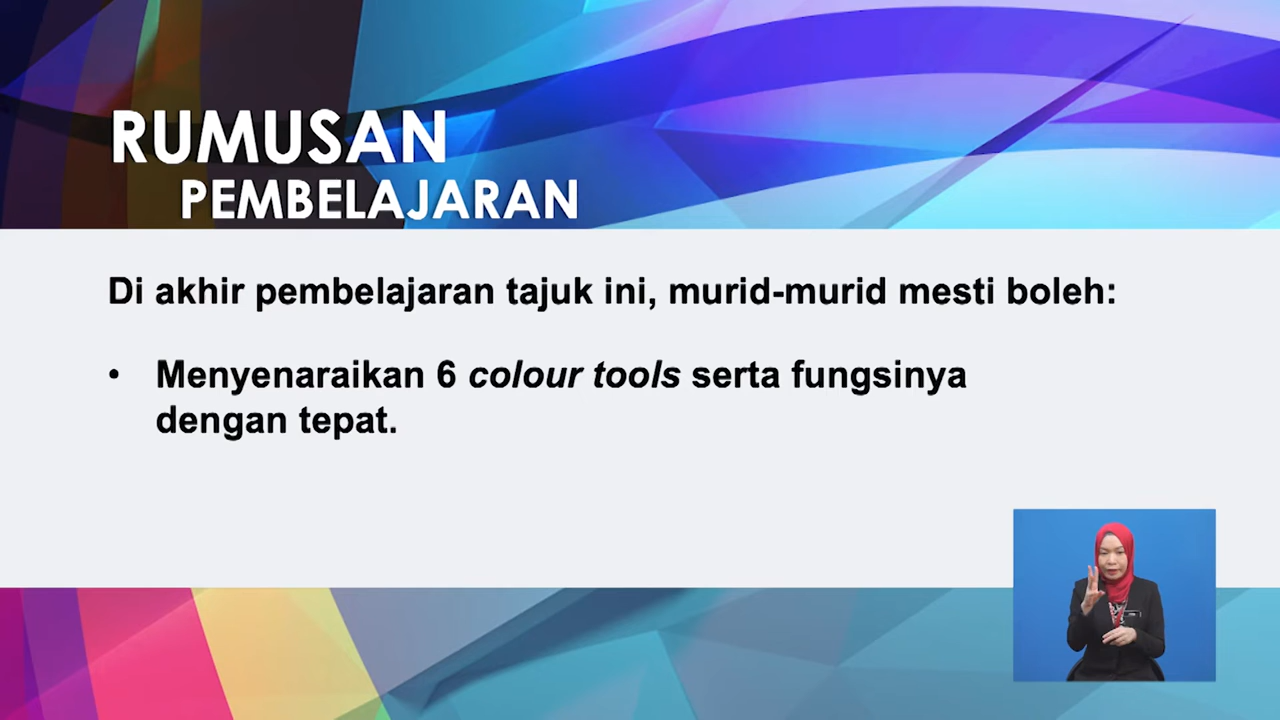 RUMUSAN
PEMBELAJARAN
Di akhir pembelajaran tajuk ini, murid-murid mesti boleh:
• Menyenaraikan 6 colour tools serta fungsinya
dengan tepat.